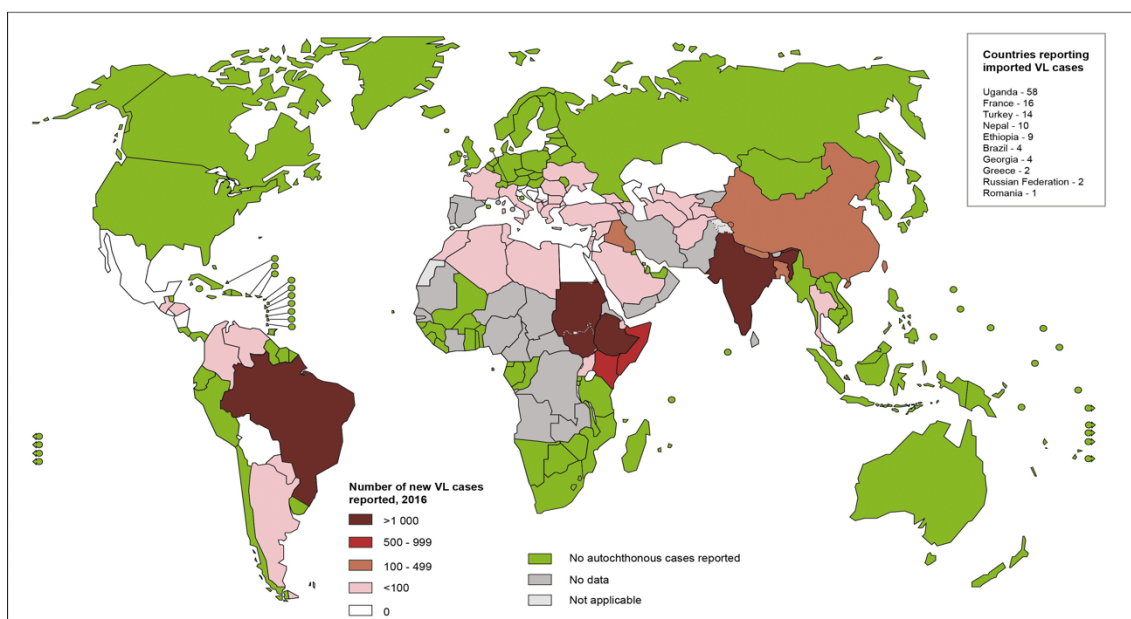 Countries reporting
imported VL cases
Uganda - 58
France - 16
Turkey - 14
Nepal - 10
Ethiopia - 9
Brazil - 4
Georgia - 4
Greece - 2
Russian Federation - 2
Romania - 1
Number of new VL cases
reported, 2016
>1 000
500 - 999
100 - 499
<100
0
No autochthonous cases reported
No data
Not applicable